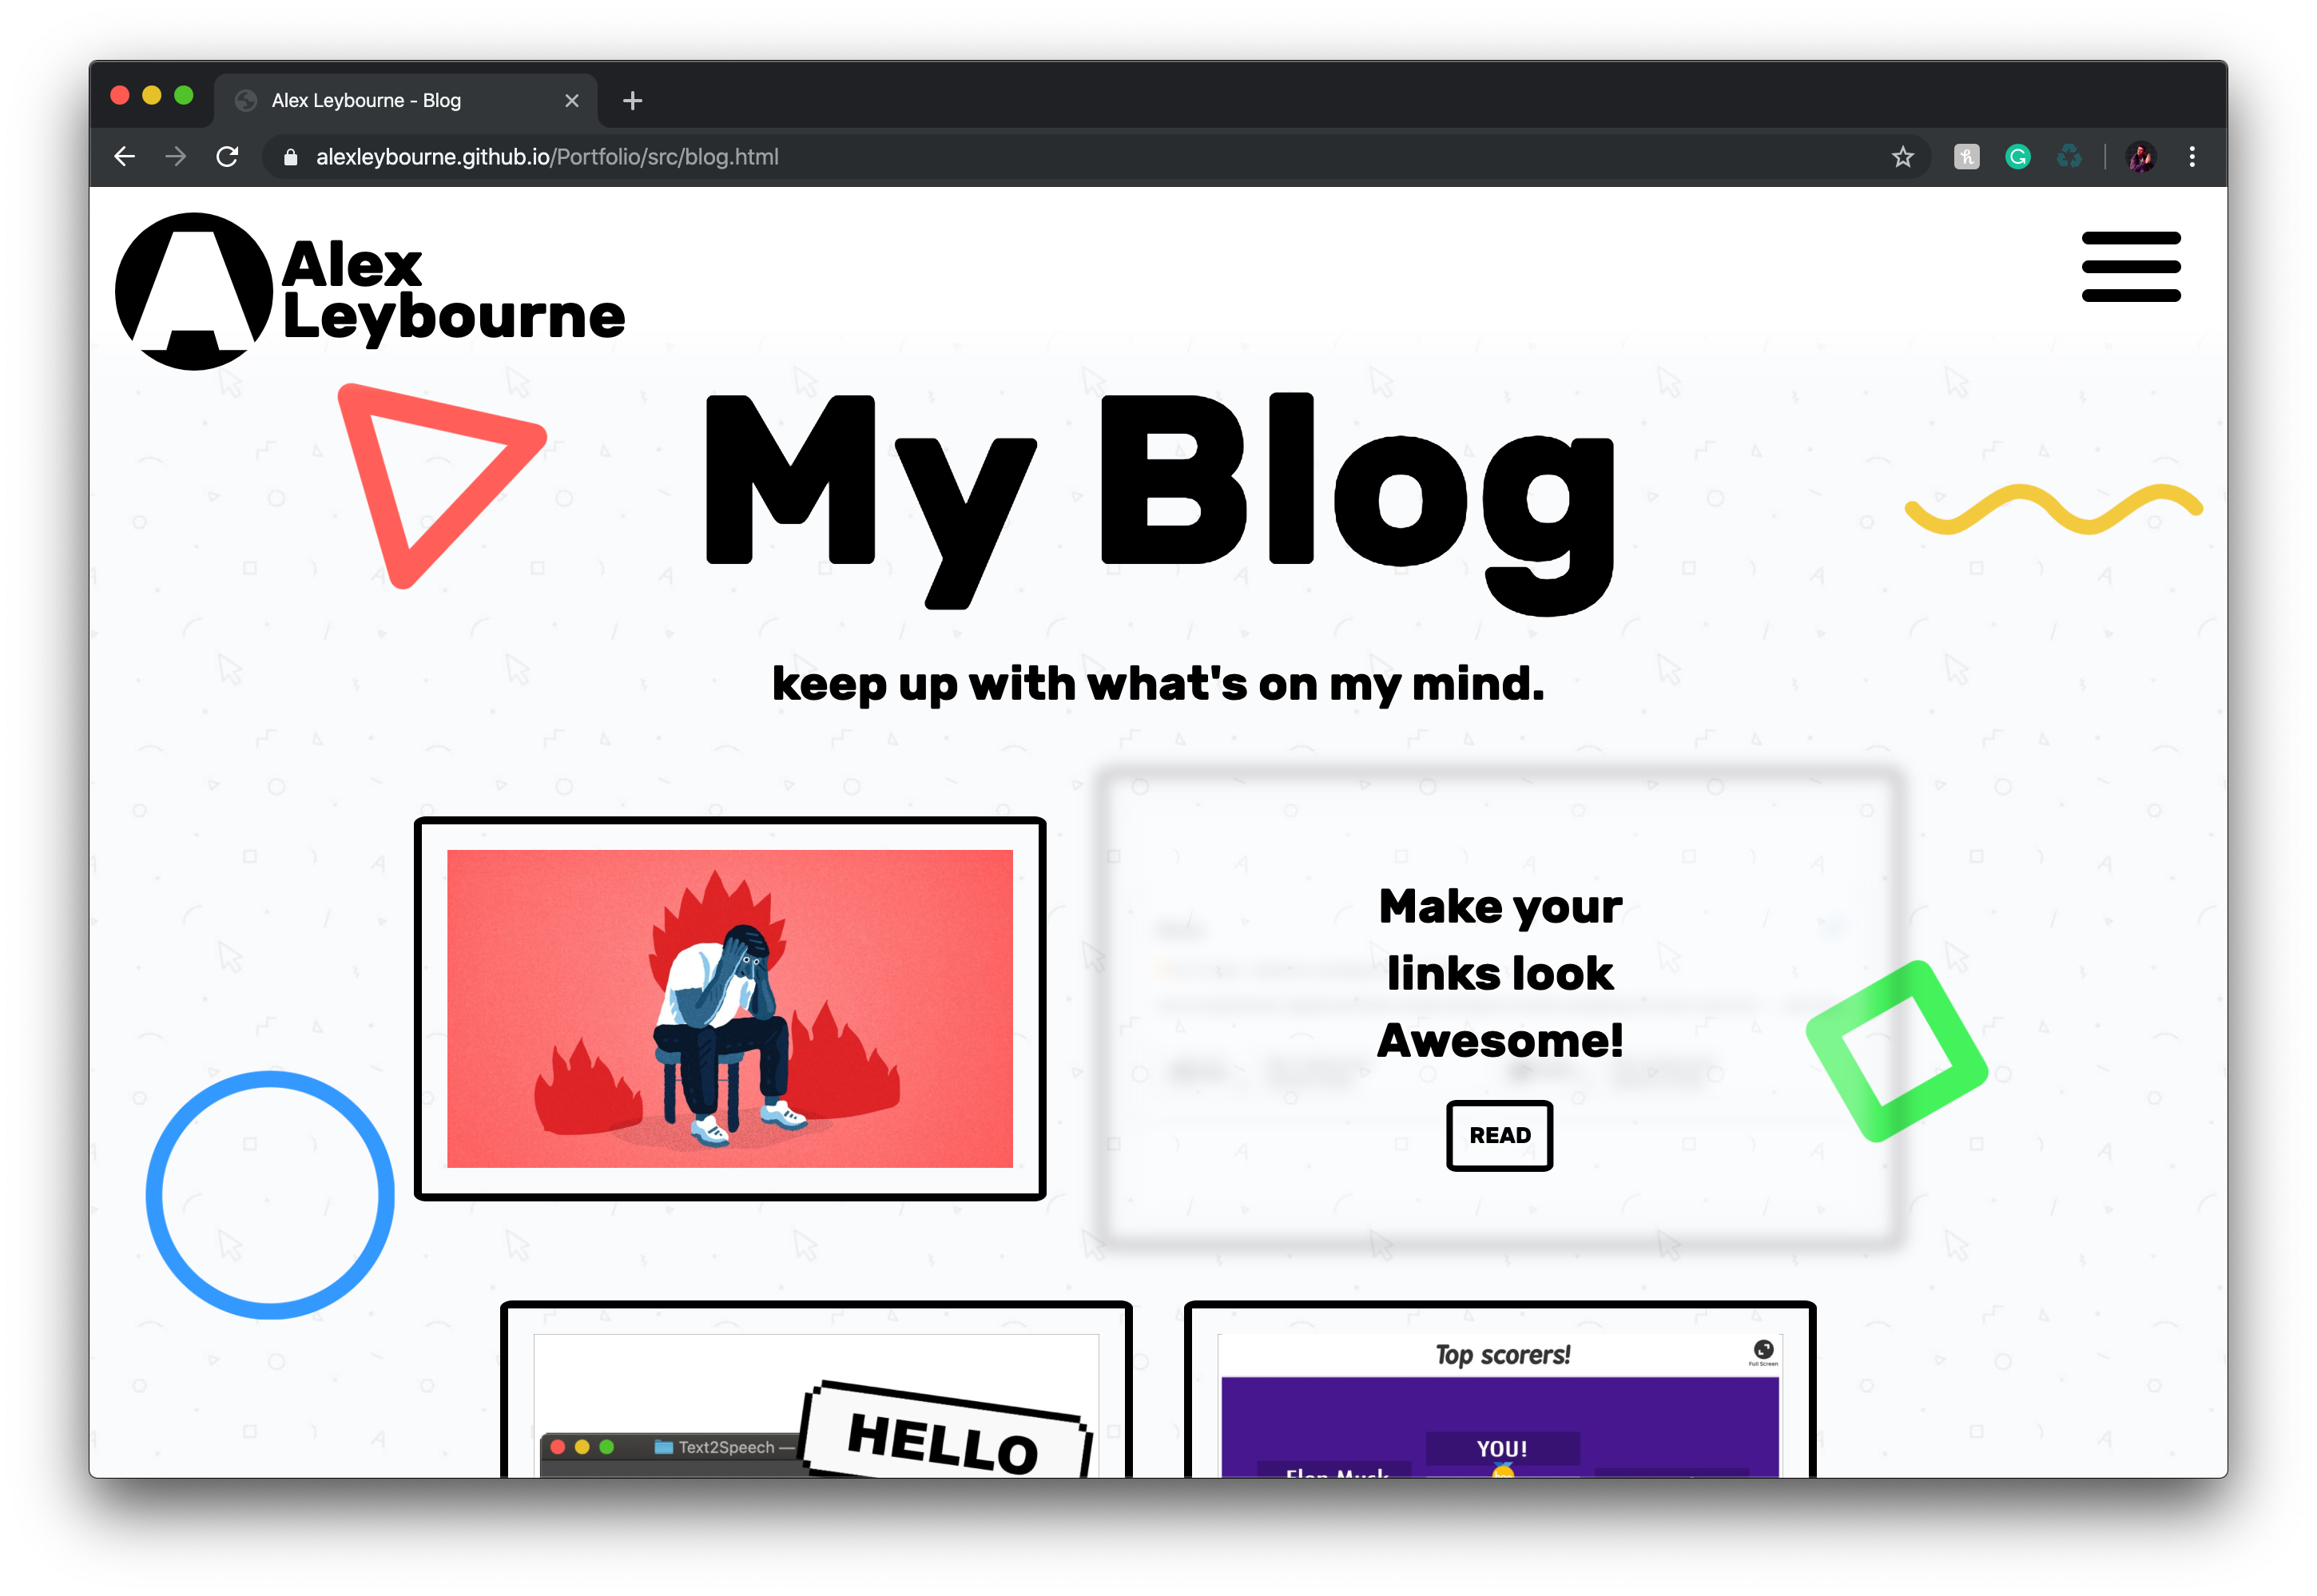 Alex Leybourne - Blog
alexleybourne.github.io/Portfolio/src/blog.html
Alex
Leybourne
My Blog
keep up with what's on my mind.
Make your
links look
Awesome!
READ
Text2Speech —
HELLO
Top scorers!
Full Screen
YOU!
Elon Musk